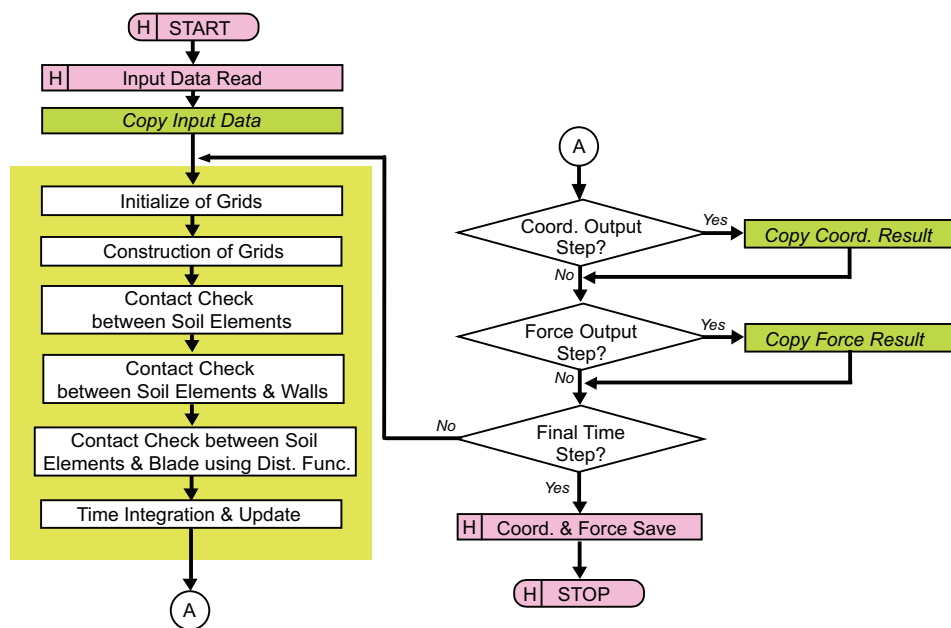 H START
H Input Data Read
Copy Input Data
Initialize of Grids
Construction of Grids
Contact Check
between Soil Elements
Contact Check
between Soil Elements & Walls
Contact Check between Soil
Elements & Blade using Dist. Func.
Time Integration & Update
A
A
Coord. Output
Step?
Yes
Copy Coord. Result
No
Force Output
Step?
Yes
Copy Force Result
No
Final Time
Step?
No
Yes
H Coord. & Force Save
H STOP